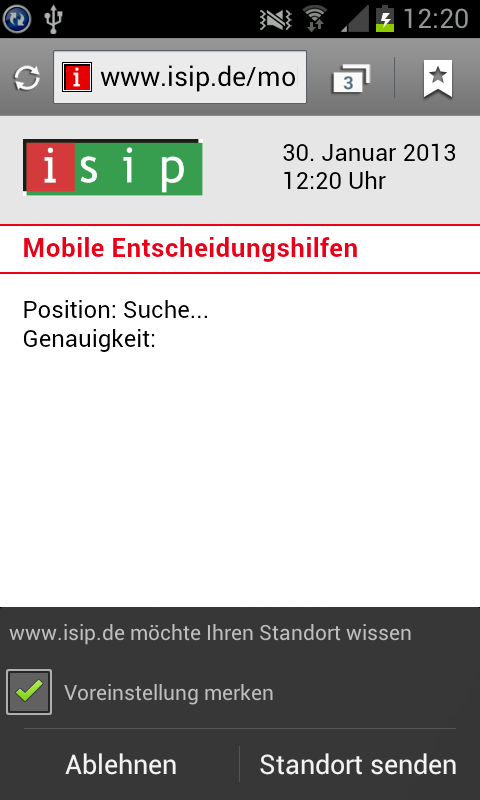 12:20
i www.isip.de/mo
3
isip
30. Januar 2013
12:20 Uhr
Mobile Entscheidungshilfen
Position: Suche...
Genauigkeit:
www.isip.de möchte Ihren Standort wissen
Voreinstellung merken
Ablehnen
Standort senden